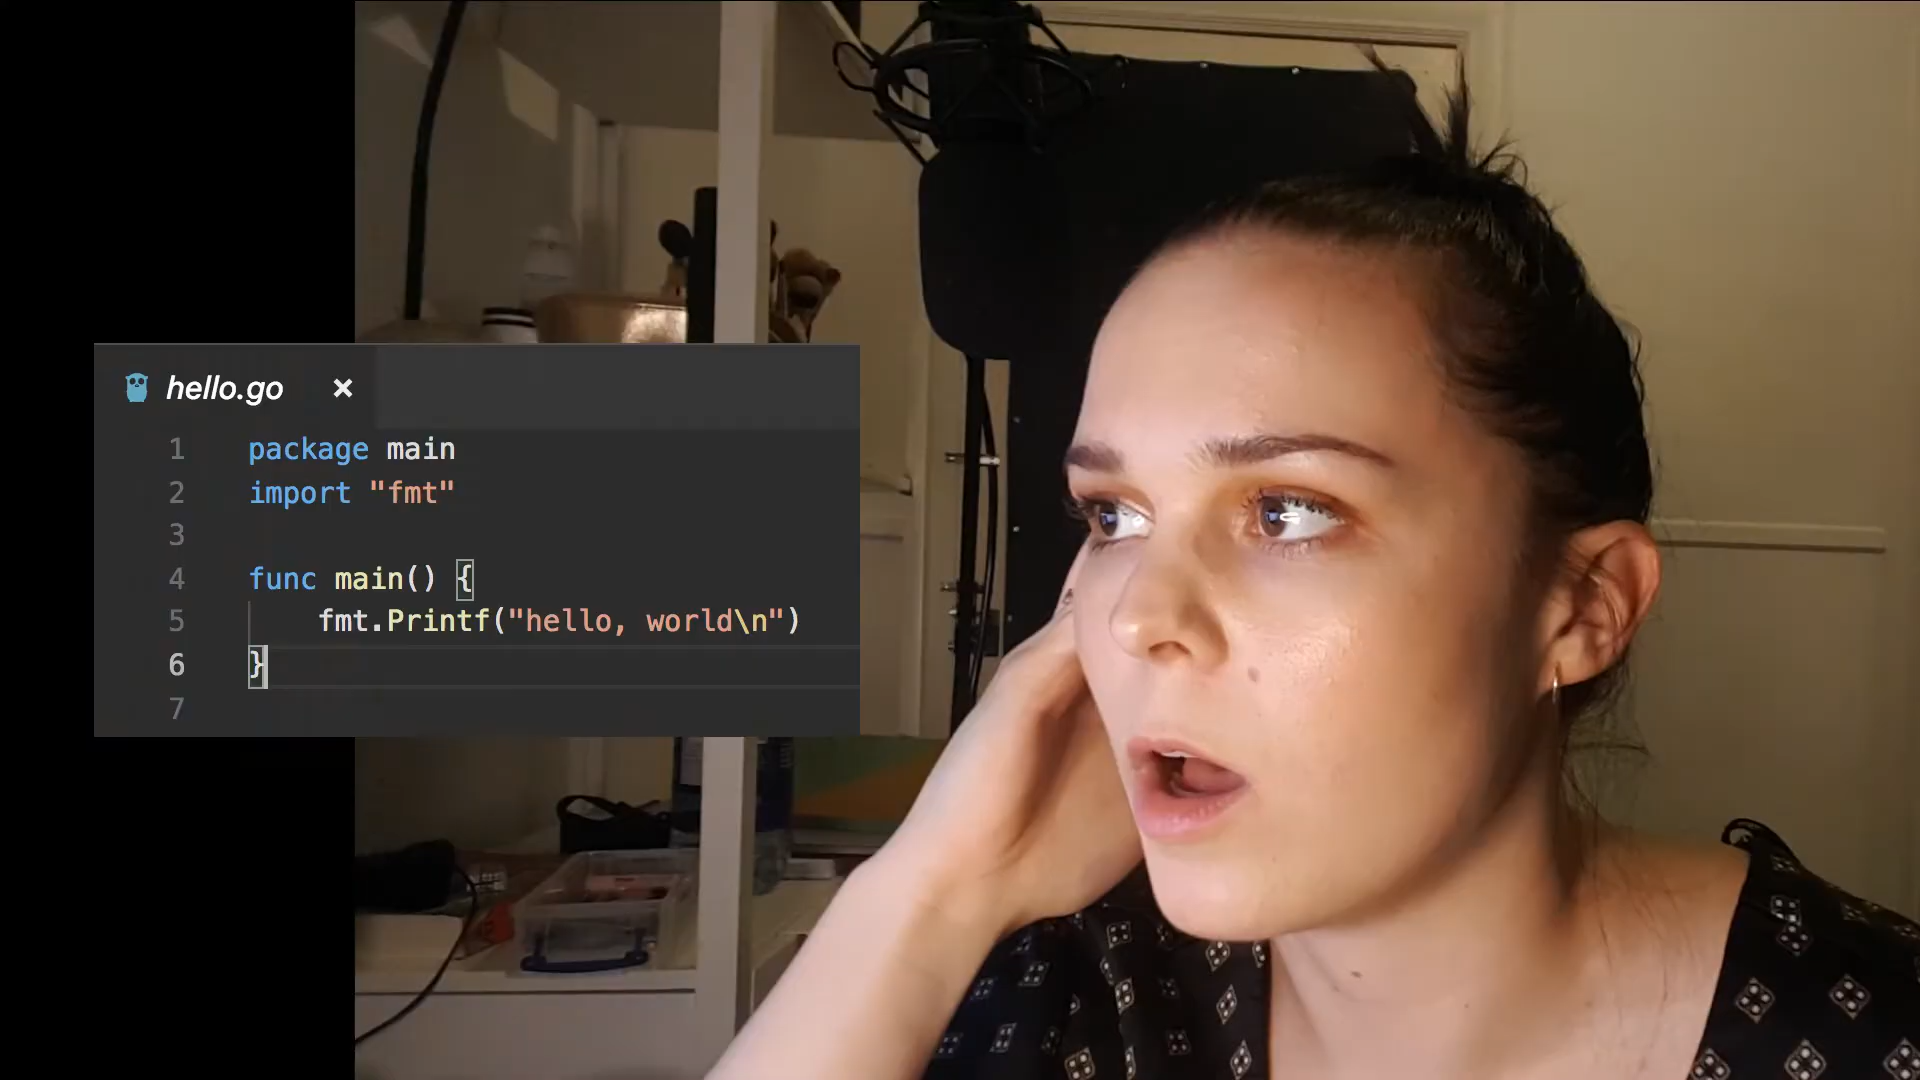 hello.go ×
1 package main
2 import "fmt"
3
4 func main() {
5 fmt.Printf("hello, world\n")
6 }
7